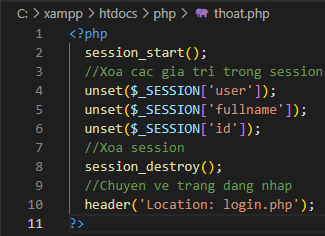 C: > xampp > htdocs > php > thoat.php
1 <?php
2 session_start();
3 //Xoa cac gia tri trong session
4 unset($_SESSION['user']);
5 unset($_SESSION['fullname']);
6 unset($_SESSION['id']);
7 //Xoa session
8 session_destroy();
9 //Chuyen ve trang dang nhap
10 header('Location: login.php');
11 ?>